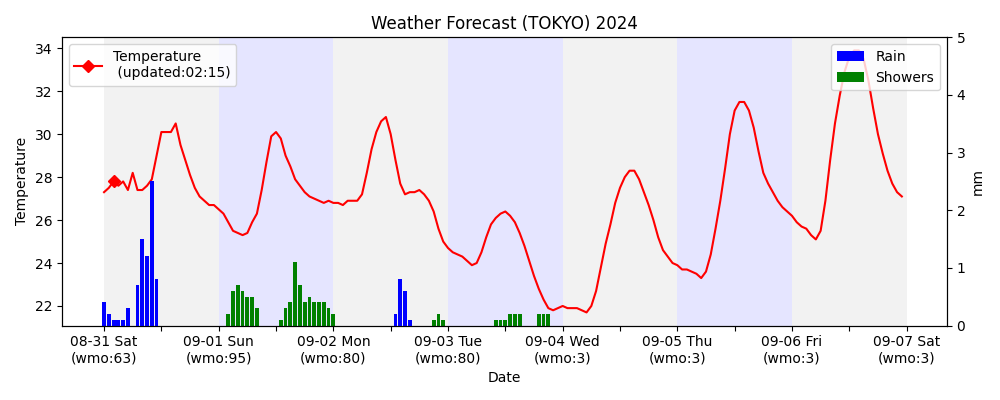 Weather Forecast (TOKYO) 2024
Temperature
(updated:02:15)
Rain
Showers
34
32
30
28
26
24
22
Temperature
5
4
3
2
1
0
mm
08-31 Sat
(wmo:63)
09-01 Sun
(wmo:95)
09-02 Mon
(wmo:80)
09-03 Tue
(wmo:80)
09-04 Wed
(wmo:3)
09-05 Thu
(wmo:3)
09-06 Fri
(wmo:3)
09-07 Sat
(wmo:3)
Date